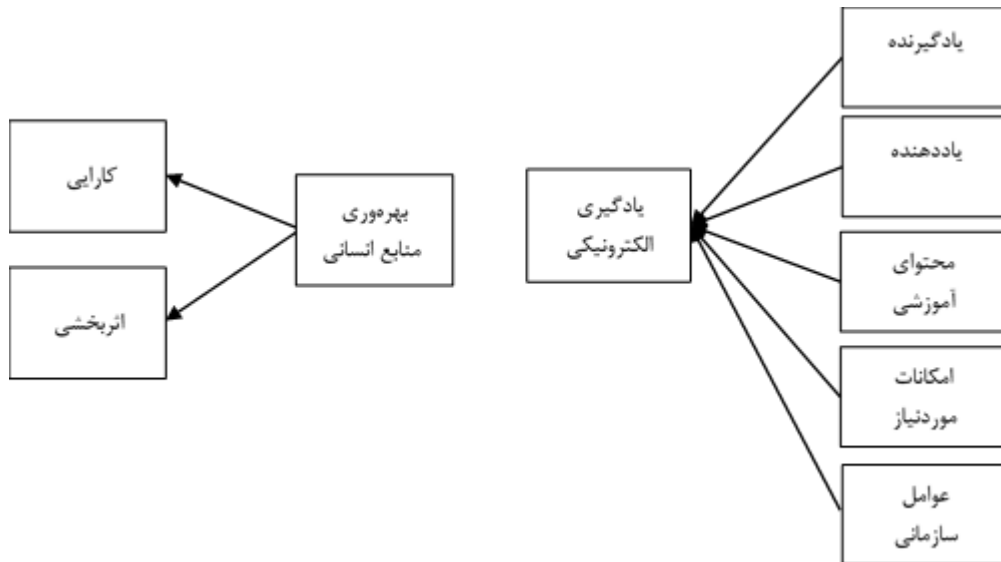 یادگیرنده
یاددهنده
محتوای
آموزشی
امکانات
موردنیاز
عوامل
سازمانی
یادگیری
الکترونیکی
بهره‌وری
منابع انسانی
کارایی
اثربخشی